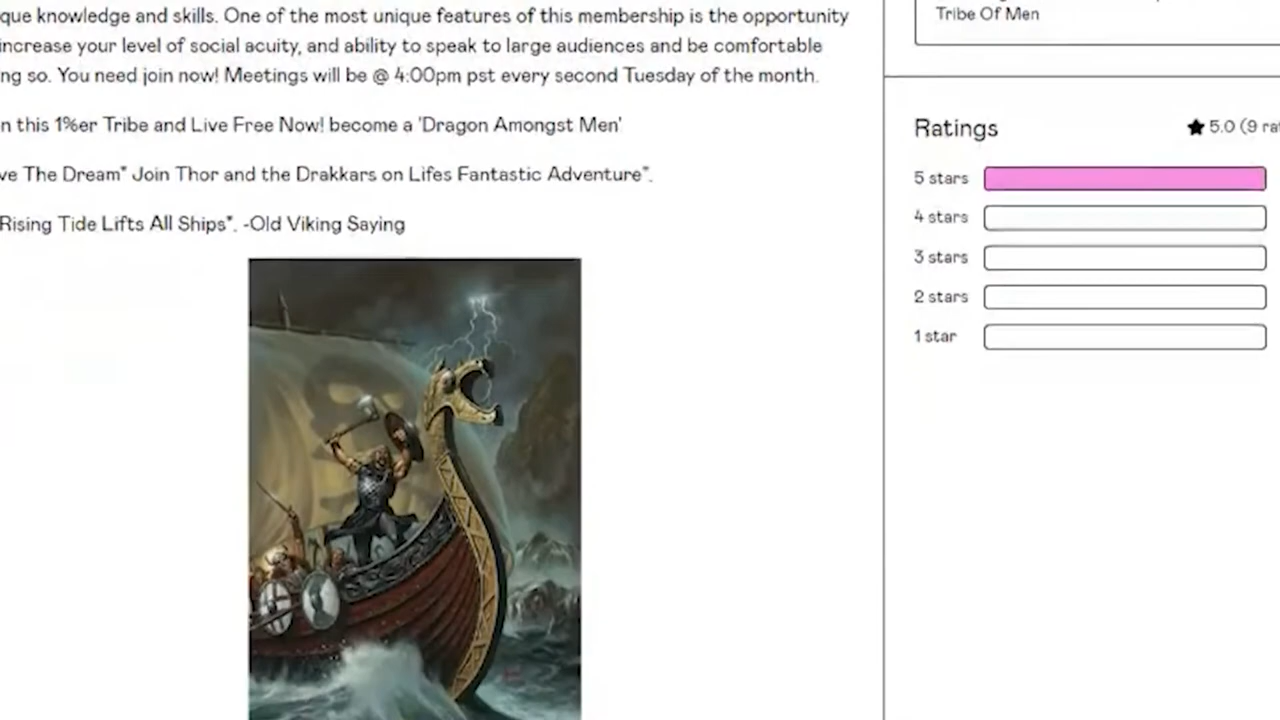 que knowledge and skills. One of the most unique features of this membership is the opportunity
increase your level of social acuity, and ability to speak to large audiences and be comfortable
ng so. You need join now! Meetings will be @ 4:00pm pst every second Tuesday of the month.
n this 1%er Tribe and Live Free Now! become a 'Dragon Amongst Men'
ve The Dream" Join Thor and the Drakkars on Lifes Fantastic Adventure".
Rising Tide Lifts All Ships". -Old Viking Saying
Tribe Of Men
Ratings
5.0 (9 ra
5 stars
4 stars
3 stars
2 stars
1 star